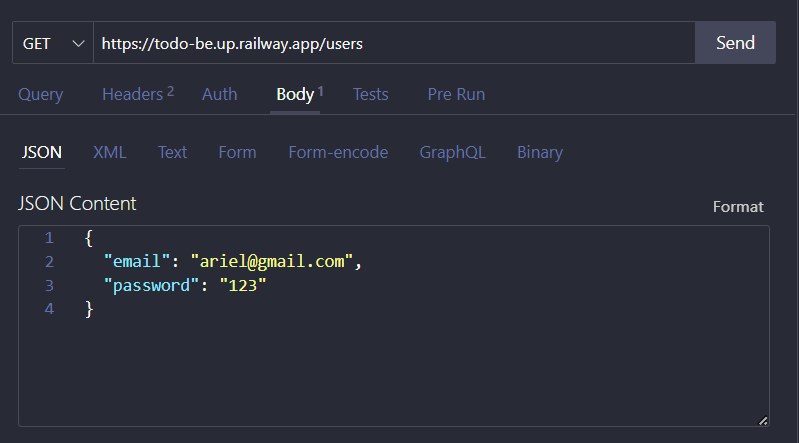 GET https://todo-be.up.railway.app/users Send
Query Headers 2 Auth Body 1 Tests Pre Run
JSON XML Text Form Form-encode GraphQL Binary
JSON Content Format
1 {
2 "email": "ariel@gmail.com",
3 "password": "123"
4 }